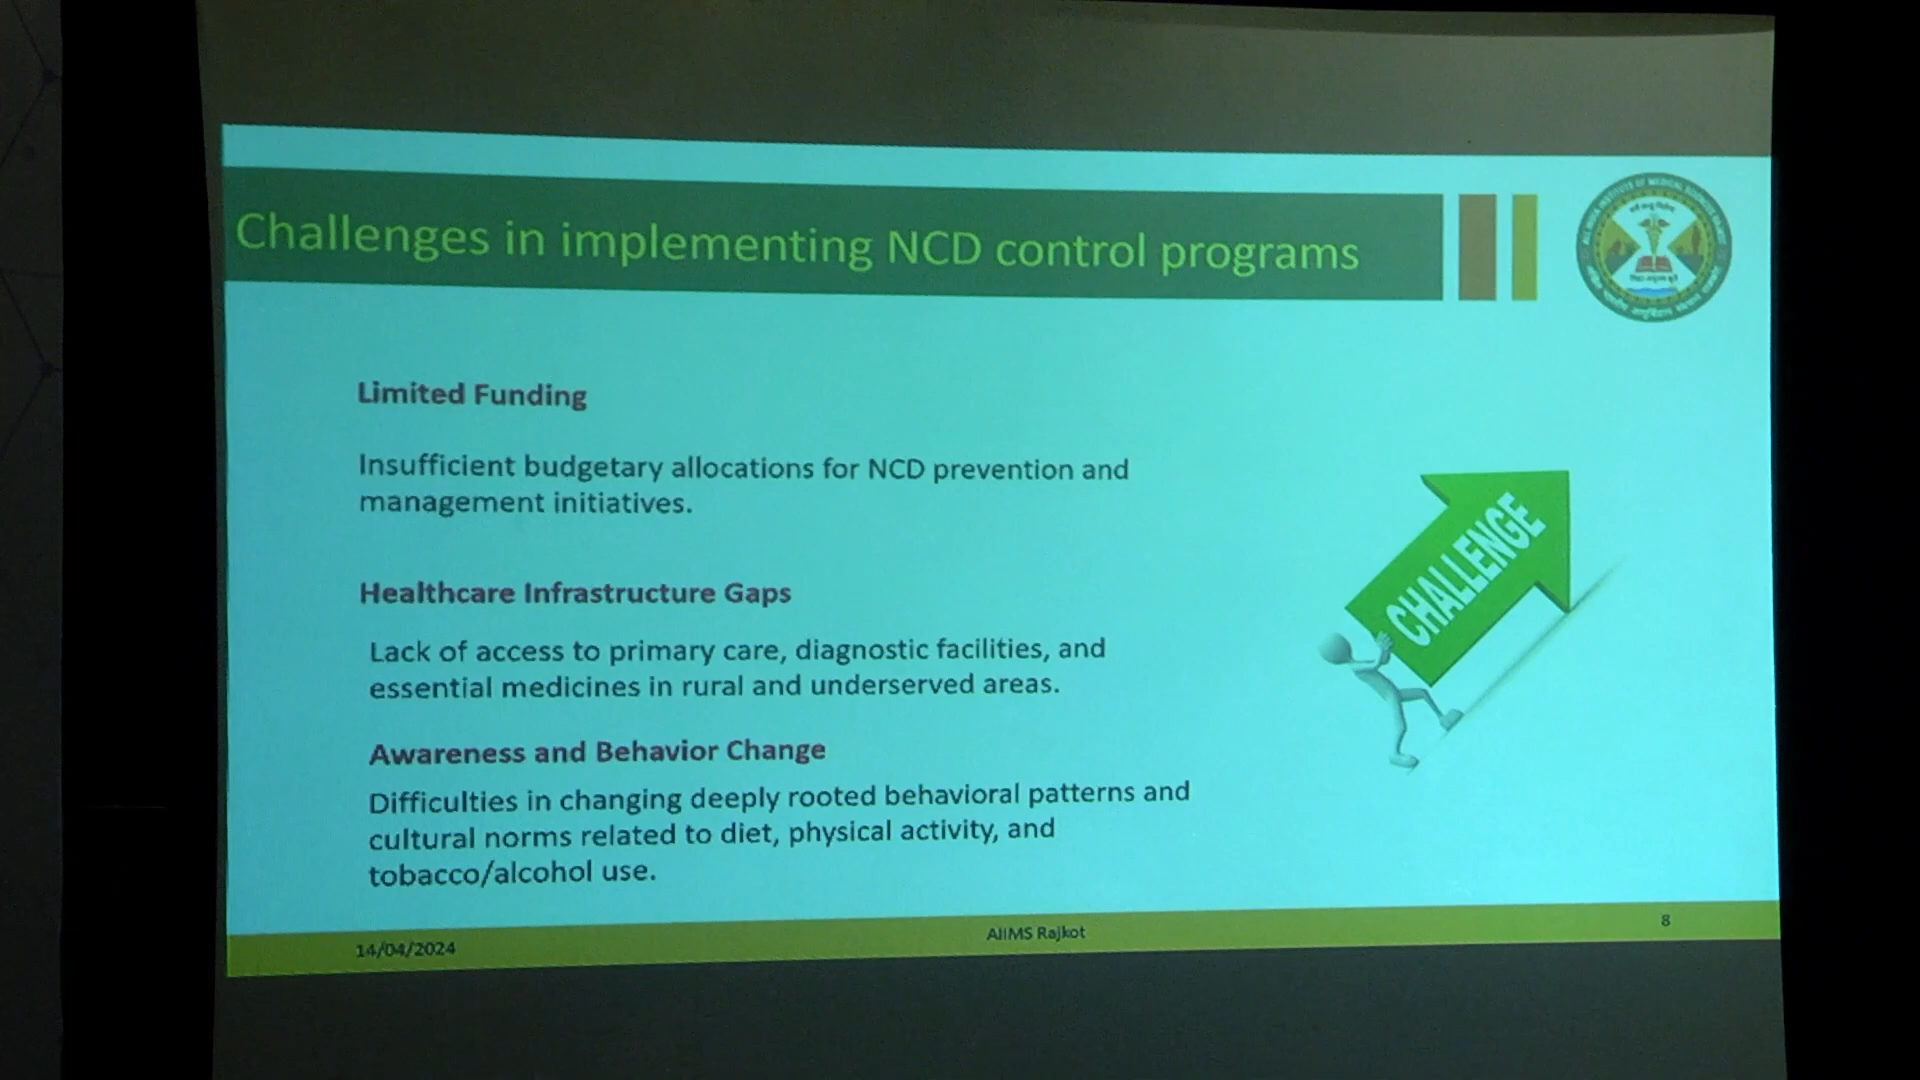 Challenges in implementing NCD control programs
Limited Funding
Insufficient budgetary allocations for NCD prevention and
management initiatives.
Healthcare Infrastructure Gaps
Lack of access to primary care, diagnostic facilities, and
essential medicines in rural and underserved areas.
Awareness and Behavior Change
Difficulties in changing deeply rooted behavioral patterns and
cultural norms related to diet, physical activity, and
tobacco/alcohol use.
CHALLENGE
14/04/2024
AIIMS Rajkot
8